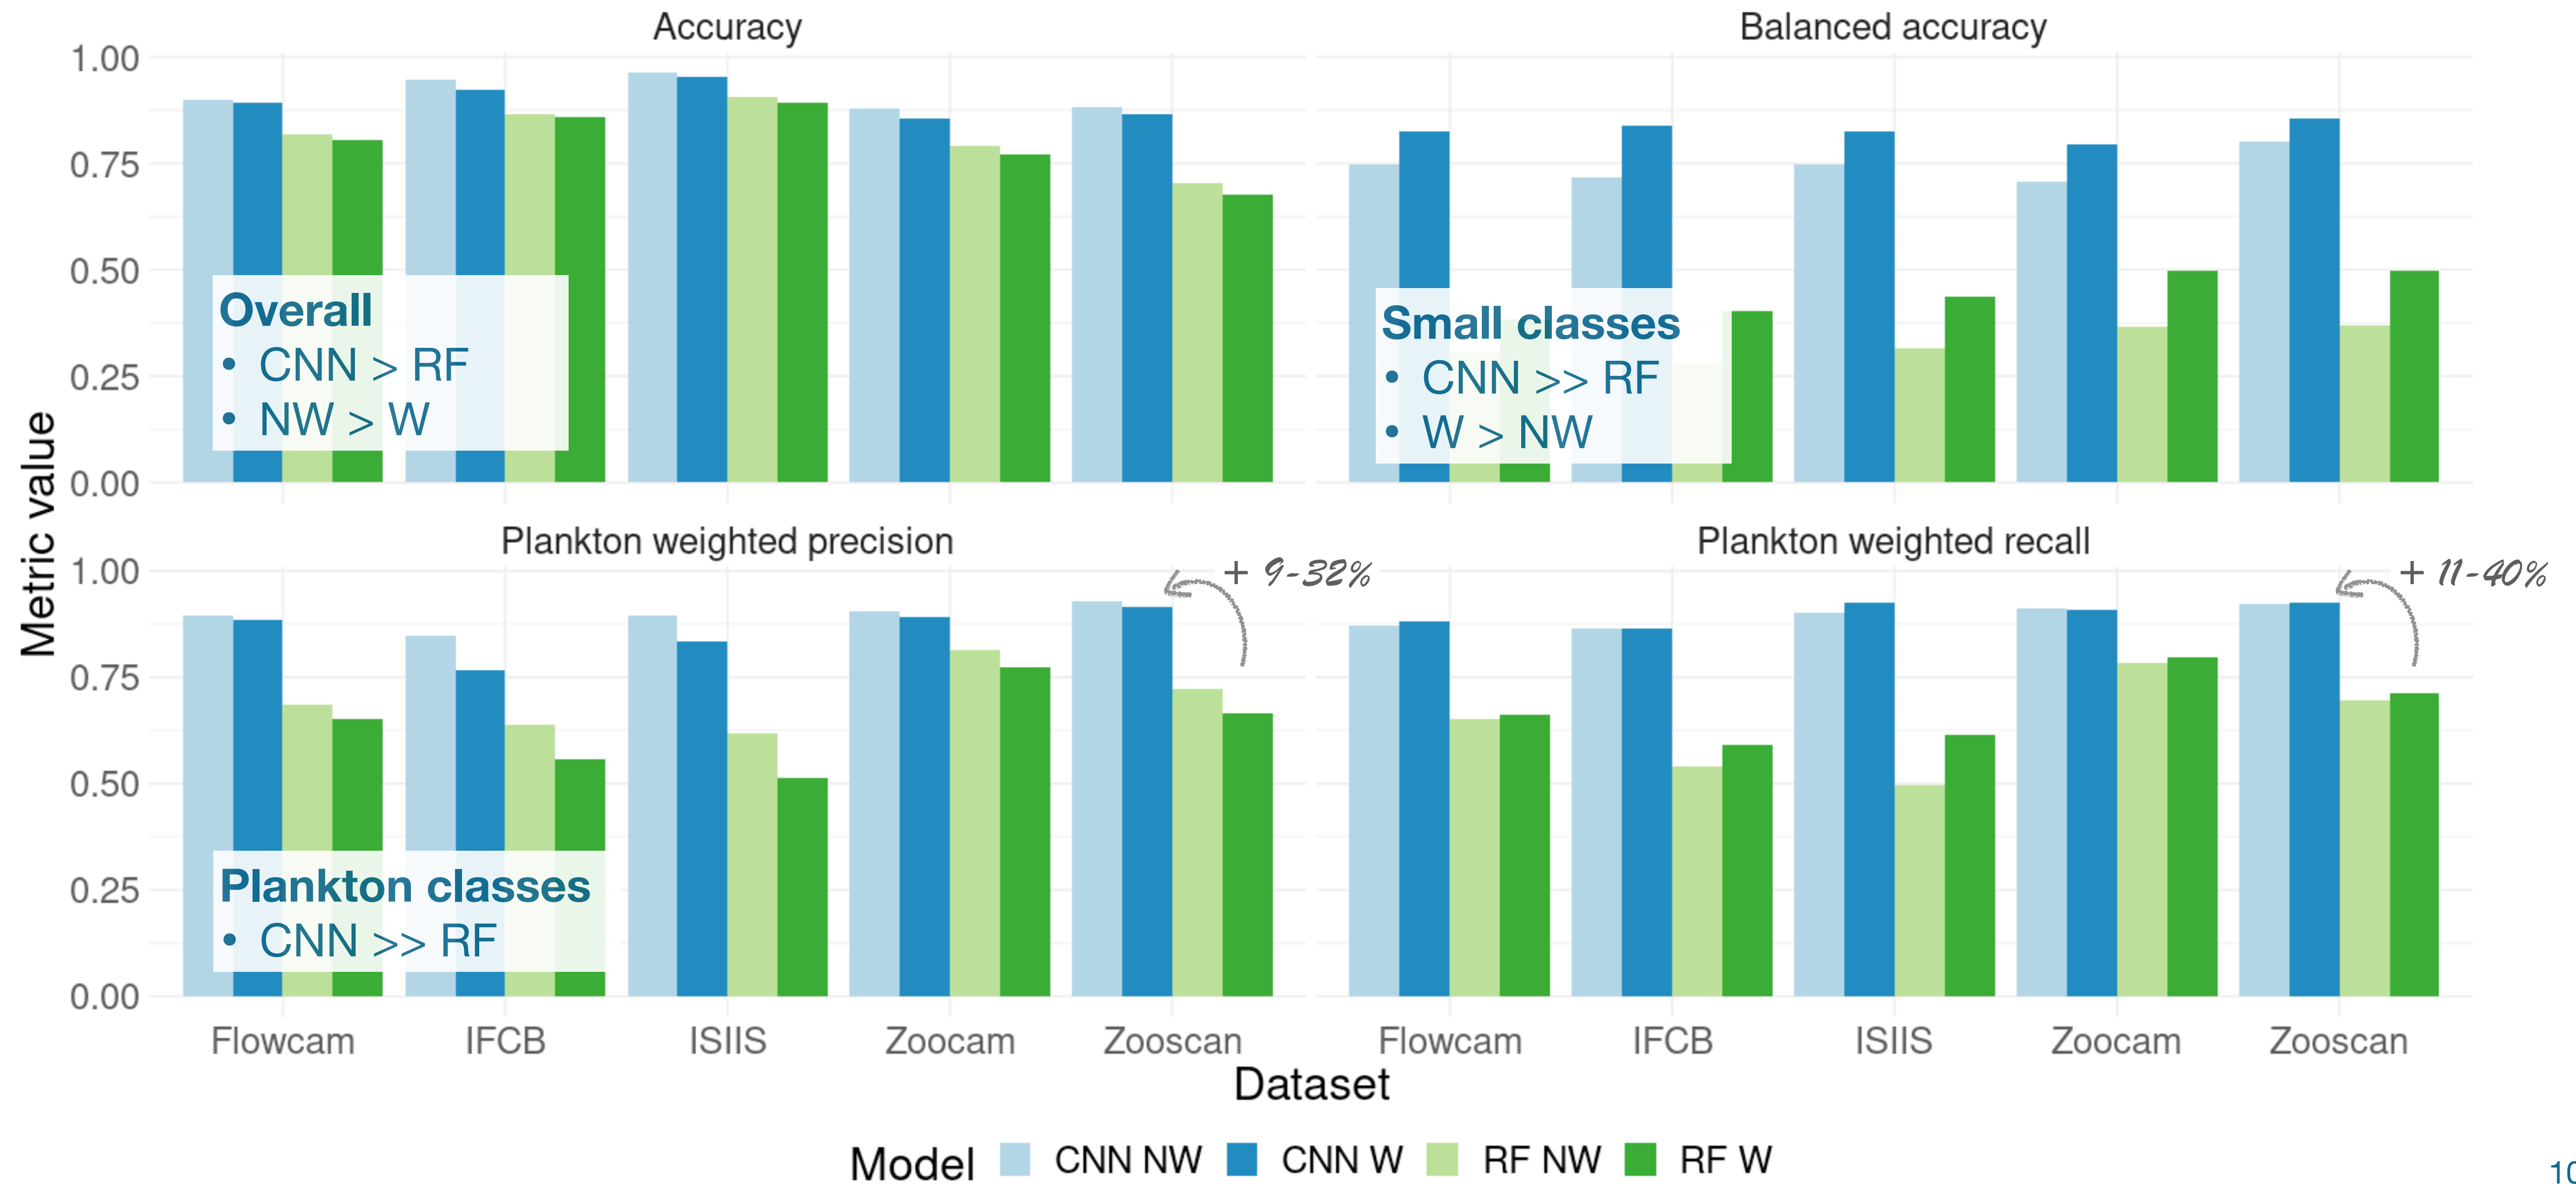 Accuracy
Balanced accuracy
Metric value
1.00
0.75
0.50
0.25
0.00
Overall
• CNN > RF
• NW > W
Small classes
• CNN >> RF
• W > NW
Plankton weighted precision
Plankton weighted recall
Metric value
1.00
0.75
0.50
0.25
0.00
+ 9-32%
+ 11-40%
Plankton classes
• CNN >> RF
Flowcam IFCB ISIIS Zoocam Zooscan
Flowcam IFCB ISIIS Zoocam Zooscan
Dataset
Model CNN NW CNN W RF NW RF W
10